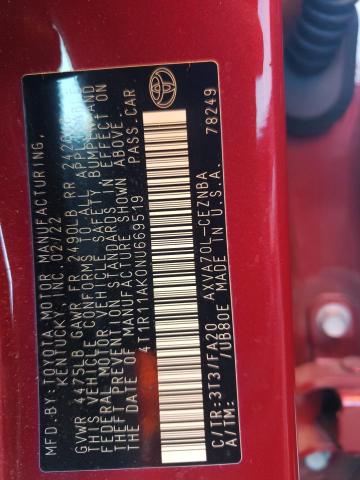 MFD.BY:TOYOTA MOTOR MANUFACTURING,
KENTUCKY, INC. 02/22
GVWR 4475LB GAWR FR 2490LB RR 2420LB
THIS VEHICLE CONFORMS TO ALL APPLICABLE
FEDERAL MOTOR VEHICLE SAFETY, BUMPER, AND
THEFT PREVENTION STANDARDS IN EFFECT ON
THE DATE OF MANUFACTURE SHOWN ABOVE.
4T1R11AK0NU669519 PASS.CAR
C/TR:3T3/FA20 AXVA70L-CEZNBA
A/TM: /UB80E MADE IN U.S.A.
78249